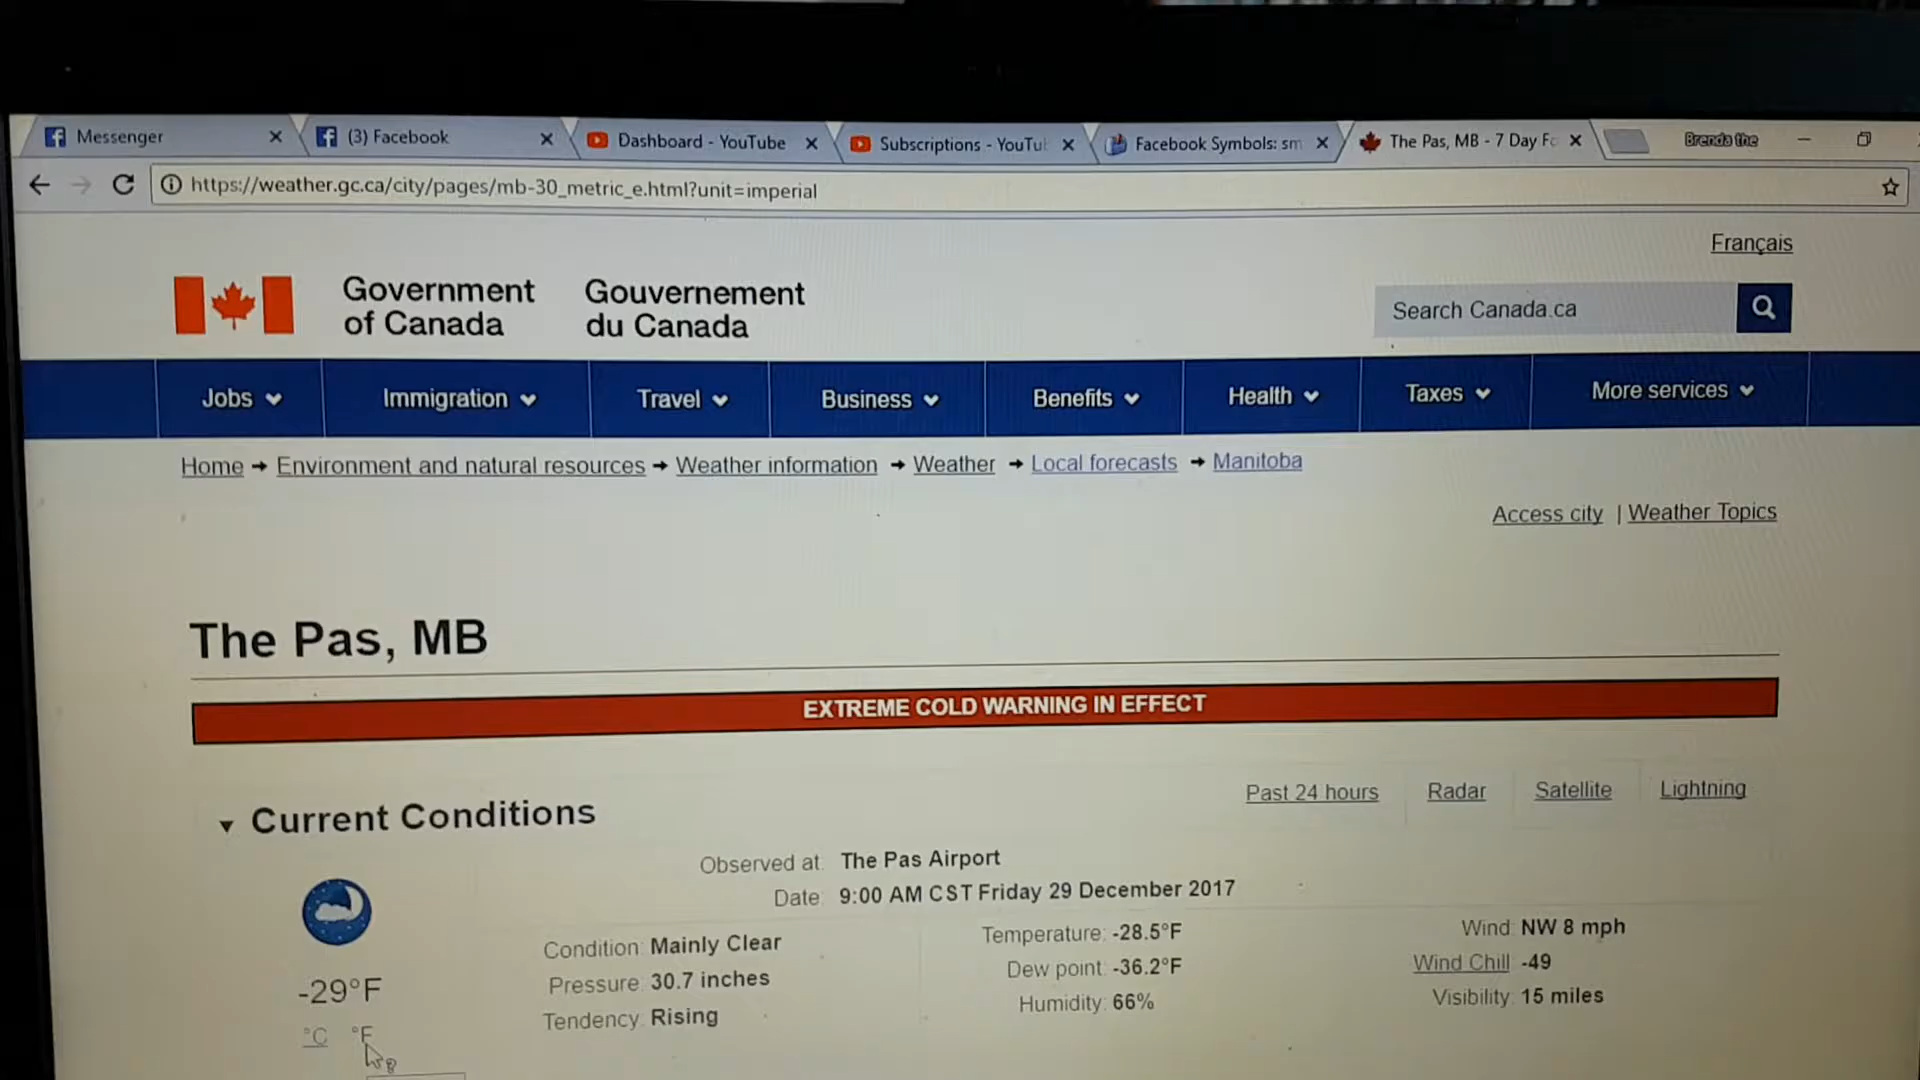 Messenger
(3) Facebook
Dashboard - YouTube
Subscriptions - YouTul
Facebook Symbols: sm
The Pas, MB - 7 Day Fo
Brenda the
https://weather.gc.ca/city/pages/mb-30_metric_e.html?unit=imperial
Français
Government of Canada
Gouvernement du Canada
Search Canada.ca
Jobs
Immigration
Travel
Business
Benefits
Health
Taxes
More services
Home → Environment and natural resources → Weather information → Weather → Local forecasts → Manitoba
Access city | Weather Topics
The Pas, MB
EXTREME COLD WARNING IN EFFECT
Past 24 hours
Radar
Satellite
Lightning
Current Conditions
Observed at: The Pas Airport
Date: 9:00 AM CST Friday 29 December 2017
-29°F
°C °F
Condition: Mainly Clear
Pressure: 30.7 inches
Tendency: Rising
Temperature: -28.5°F
Dew point: -36.2°F
Humidity: 66%
Wind: NW 8 mph
Wind Chill -49
Visibility: 15 miles